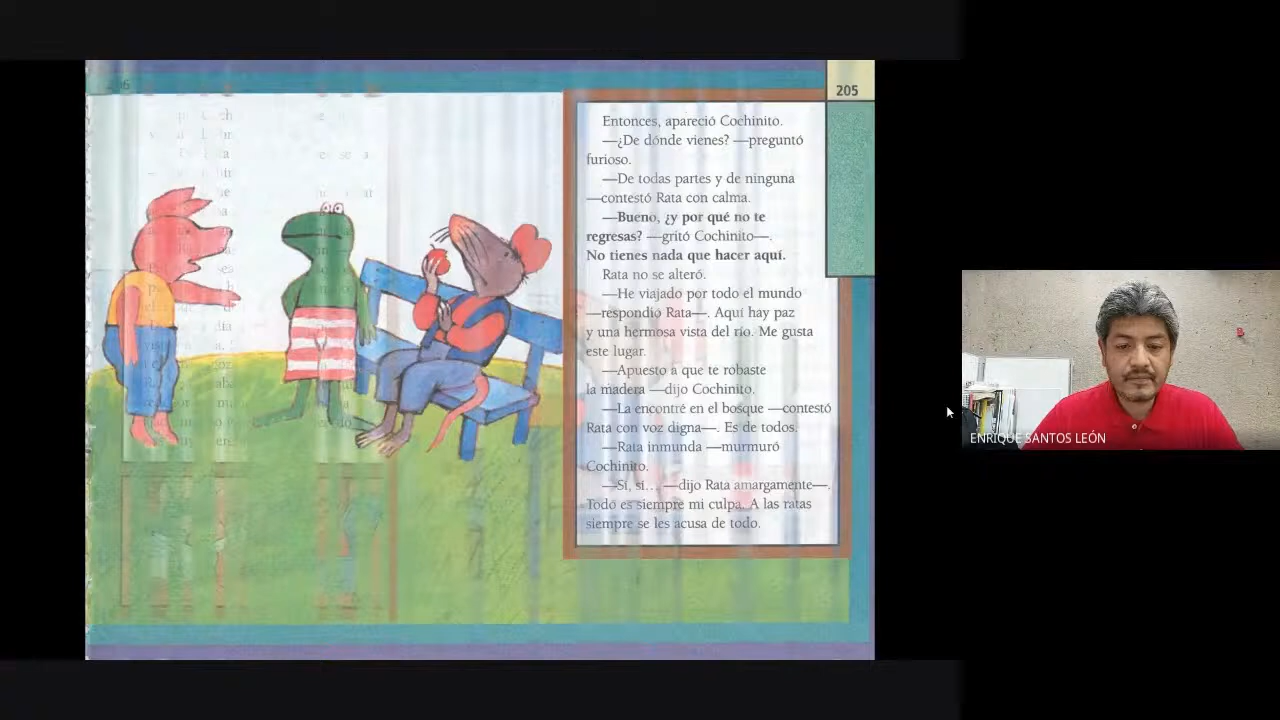 205
Entonces, apareció Cochinito.
—¿De dónde vienes? —preguntó
furioso.
—De todas partes y de ninguna
—contestó Rata con calma.
—Bueno, ¿y por qué no te
regresas? —gritó Cochinito—.
No tienes nada que hacer aquí.
Rata no se alteró.
—He viajado por todo el mundo
—respondió Rata—. Aquí hay paz
y una hermosa vista del río. Me gusta
este lugar.
—Apuesto a que te robaste
la madera —dijo Cochinito.
—La encontré en el bosque —contestó
Rata con voz digna—. Es de todos.
—Rata inmunda —murmuró
Cochinito.
—Sí, sí... —dijo Rata amargamente—.
Todo es siempre mi culpa. A las ratas
siempre se les acusa de todo.
ENRIQUE SANTOS LEÓN